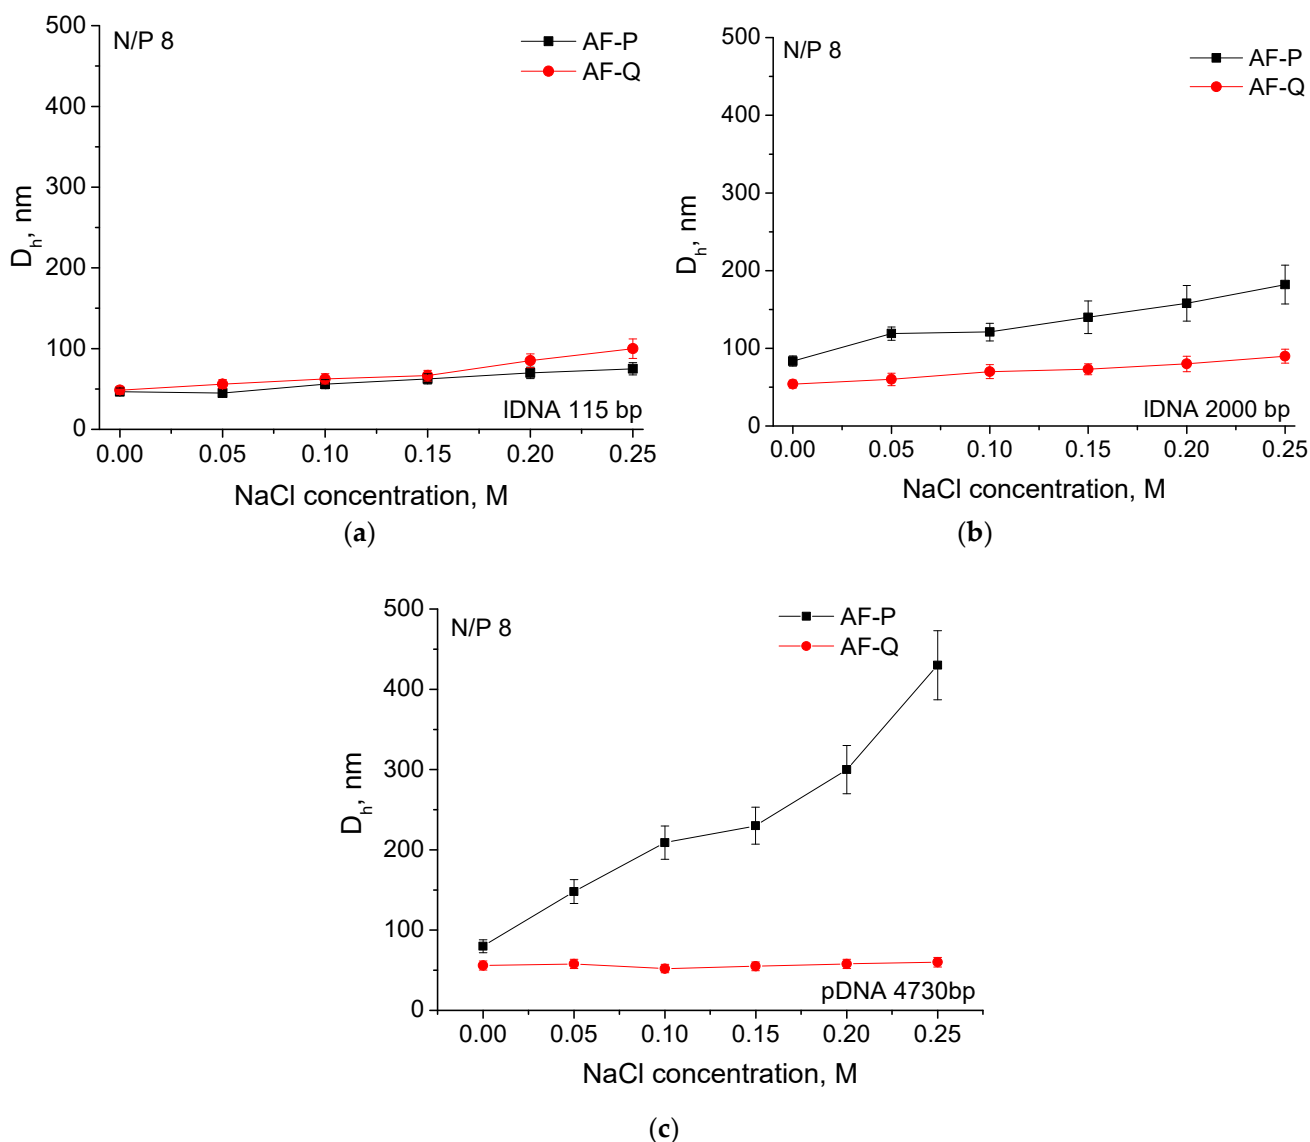 N/P 8
AF-P
AF-Q
500
400
300
200
100
0
D_h, nm
lDNA 115 bp
0.00 0.05 0.10 0.15 0.20 0.25
NaCl concentration, M
(a)
N/P 8
AF-P
AF-Q
500
400
300
200
100
0
D_h, nm
lDNA 2000 bp
0.00 0.05 0.10 0.15 0.20 0.25
NaCl concentration, M
(b)
N/P 8
AF-P
AF-Q
500
400
300
200
100
0
D_h, nm
pDNA 4730bp
0.00 0.05 0.10 0.15 0.20 0.25
NaCl concentration, M
(c)